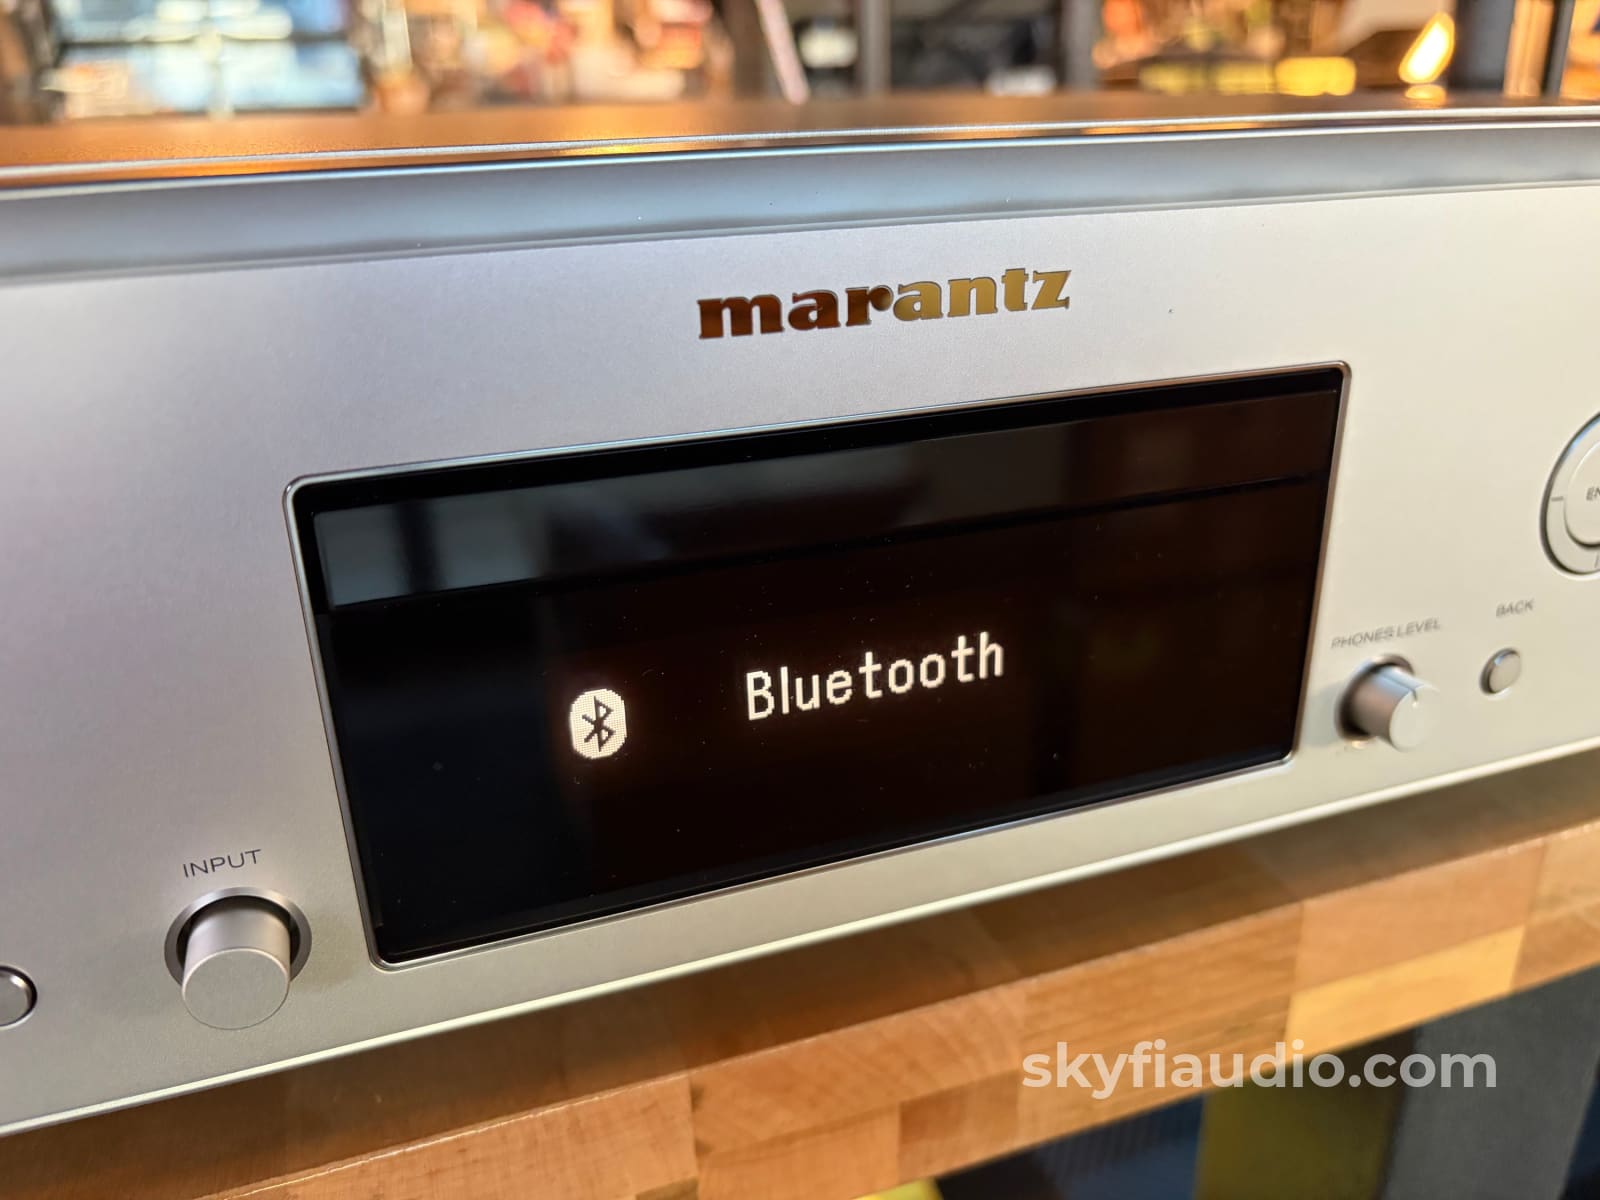 marantz
Bluetooth
PHONES LEVEL
BACK
INPUT
skyfiaudio.com